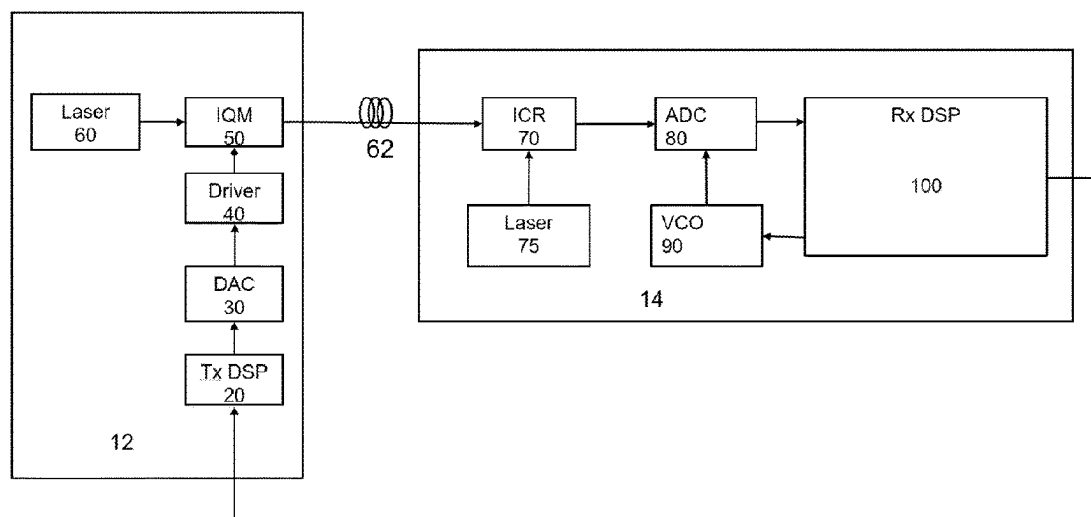 Laser
60
IQM
50
Driver
40
DAC
30
Tx DSP
20
12
62
ICR
70
Laser
75
ADC
80
VCO
90
Rx DSP
100
14